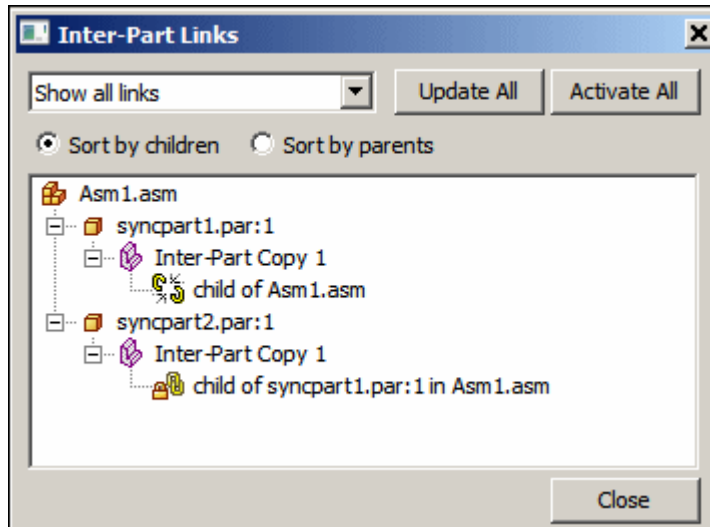 Inter-Part Links
Show all links Update All Activate All
Sort by children Sort by parents
Asm1.asm
syncpart1.par:1
Inter-Part Copy 1
child of Asm1.asm
syncpart2.par:1
Inter-Part Copy 1
child of syncpart1.par:1 in Asm1.asm
Close